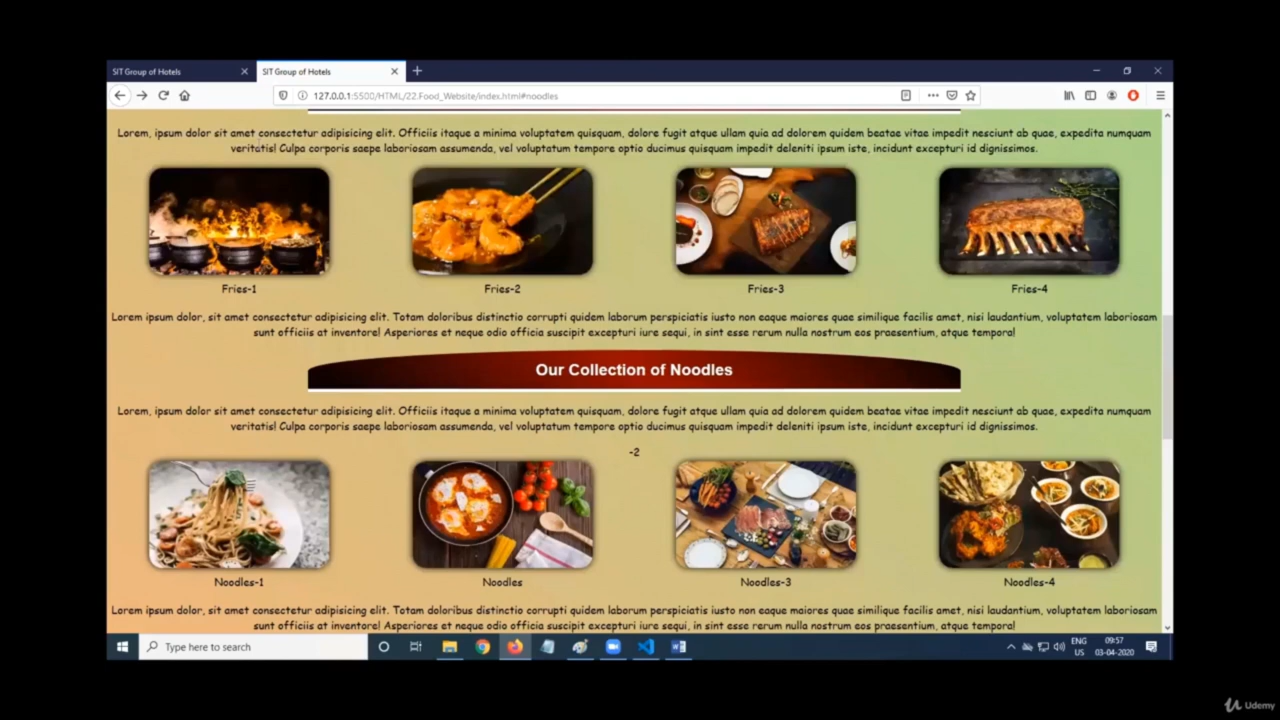 SIT Group of Hotels
SIT Group of Hotels
127.0.0.1:5500/HTML/22.Food_Website/index.html#noodles
Lorem, ipsum dolor sit amet consectetur adipisicing elit. Officiis itaque a minima voluptatem quisquam, dolore fugit atque ullam quia ad dolorem quidem beatae vitae impedit nesciunt ab quae, expedita numquam
veritatis! Culpa corporis saepe laboriosam assumenda, vel voluptatum tempore optio ducimus quisquam impedit deleniti ipsum iste, incidunt excepturi id dignissimos.
Fries-1
Fries-2
Fries-3
Fries-4
Lorem ipsum dolor, sit amet consectetur adipisicing elit. Totam doloribus distinctio corrupti quidem laborum perspiciatis iusto non eaque maiores quae similique facilis amet, nisi laudantium, voluptatem laboriosam
sunt officiis at inventore! Asperiores et neque odio officia suscipit excepturi iure sequi, in sint esse rerum nulla nostrum eos praesentium, atque tempora!
Our Collection of Noodles
Lorem, ipsum dolor sit amet consectetur adipisicing elit. Officiis itaque a minima voluptatem quisquam, dolore fugit atque ullam quia ad dolorem quidem beatae vitae impedit nesciunt ab quae, expedita numquam
veritatis! Culpa corporis saepe laboriosam assumenda, vel voluptatum tempore optio ducimus quisquam impedit deleniti ipsum iste, incidunt excepturi id dignissimos.
-2
Noodles-1
Noodles
Noodles-3
Noodles-4
Lorem ipsum dolor, sit amet consectetur adipisicing elit. Totam doloribus distinctio corrupti quidem laborum perspiciatis iusto non eaque maiores quae similique facilis amet, nisi laudantium, voluptatem laboriosam
sunt officiis at inventore! Asperiores et neque odio officia suscipit excepturi iure sequi, in sint esse rerum nulla nostrum eos praesentium, atque tempora!
Type here to search
ENG
US
09:57
03-04-2020
Udemy